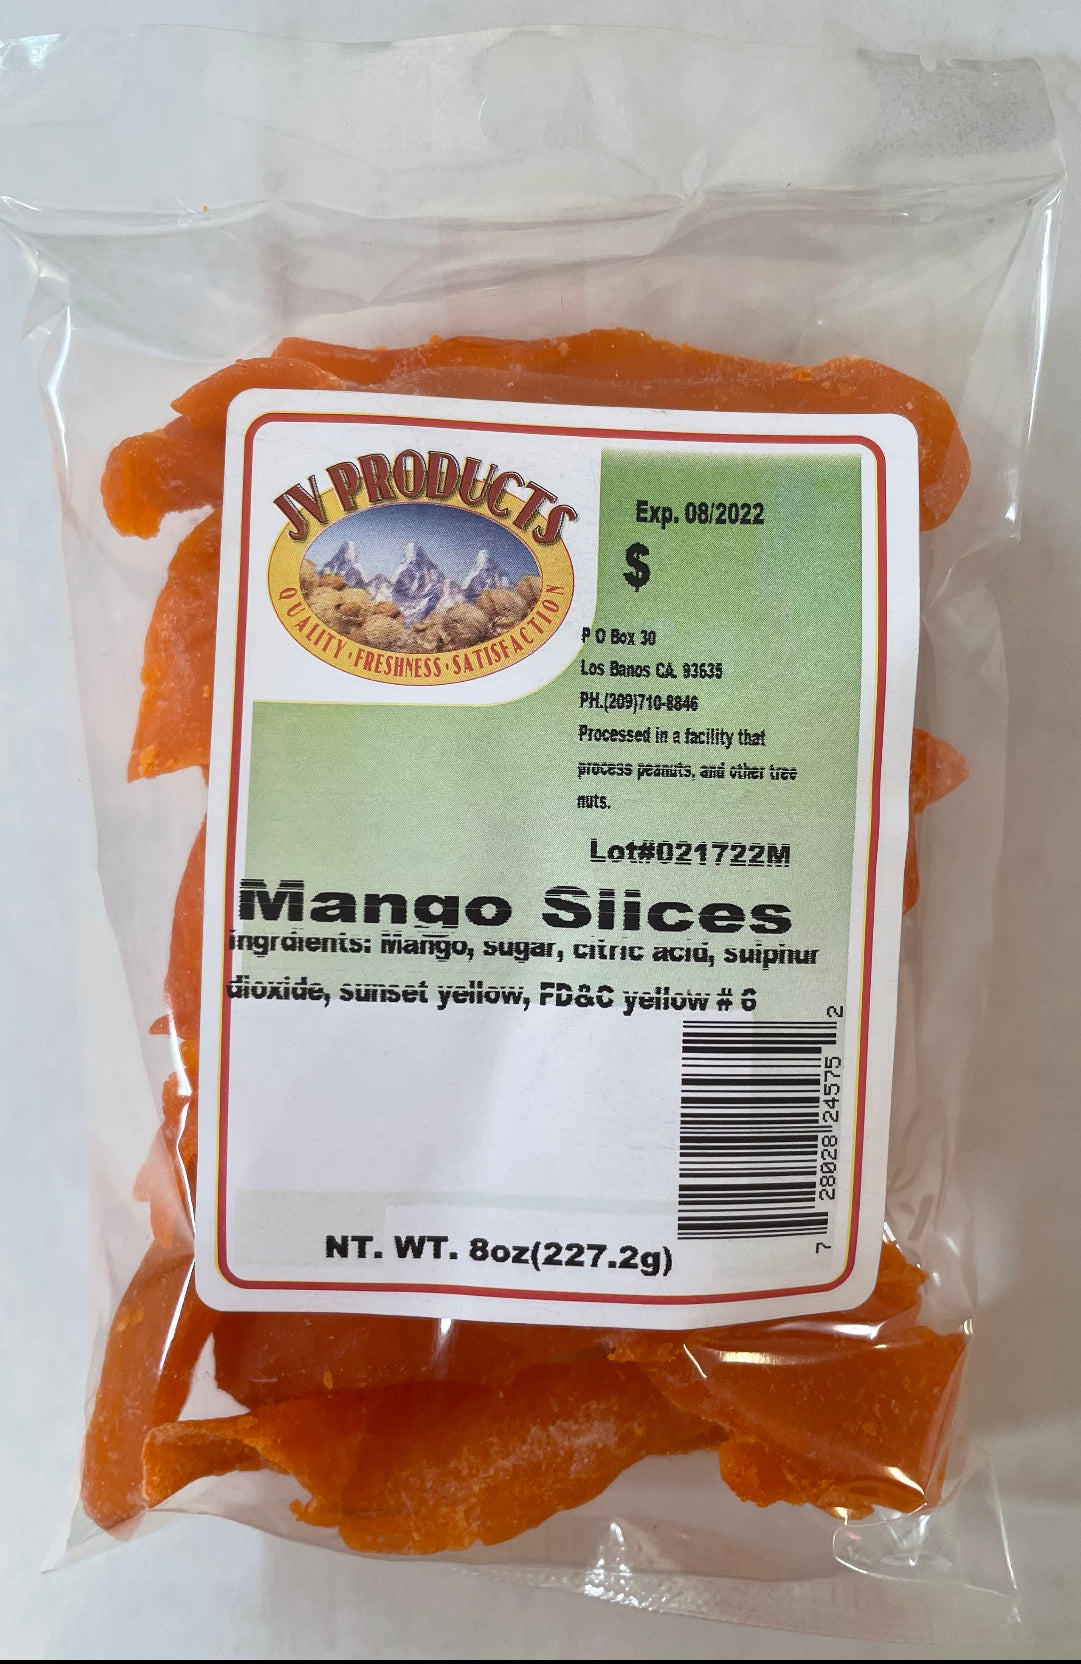 JV PRODUCTS
QUALITY · FRESHNESS · SATISFACTION
Exp. 08/2022
$
P O Box 30
Los Banos CA. 93635
PH.(209)710-8846
Processed in a facility that
process peanuts, and other tree
nuts.
Lot#021722M
Mango Slices
ingrdients: Mango, sugar, citric acid, sulphur
dioxide, sunset yellow, FD&C yellow # 6
7 28028 24575 2
NT. WT. 8oz(227.2g)